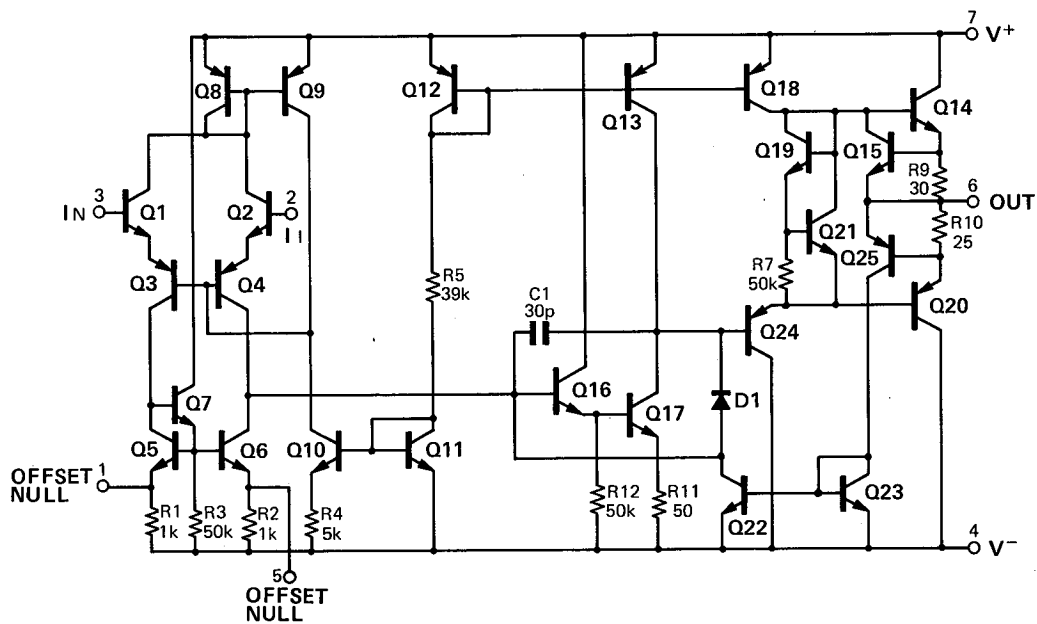 7
V+
Q8
Q9
Q12
Q13
Q18
Q14
Q19
Q15
R9
30
6
OUT
3
IN
Q1
Q2
2
II
Q21
R10
25
Q25
Q3
Q4
R5
39k
R7
50k
C1
30p
Q24
Q20
Q16
D1
Q7
Q17
Q5
Q6
Q10
Q11
OFFSET
NULL
1
R12
50k
R11
50
Q23
R1
1k
R3
50k
R2
1k
R4
5k
Q22
4
V−
5
OFFSET
NULL